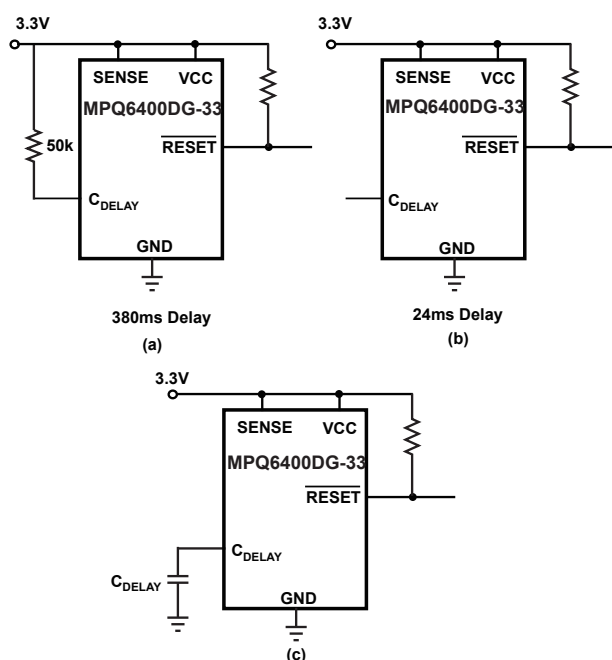 3.3V
SENSE VCC
MPQ6400DG-33
50k
RESET
CDELAY
GND
380ms Delay
(a)
3.3V
SENSE VCC
MPQ6400DG-33
RESET
CDELAY
GND
24ms Delay
(b)
3.3V
SENSE VCC
MPQ6400DG-33
RESET
CDELAY
CDELAY
GND
(c)